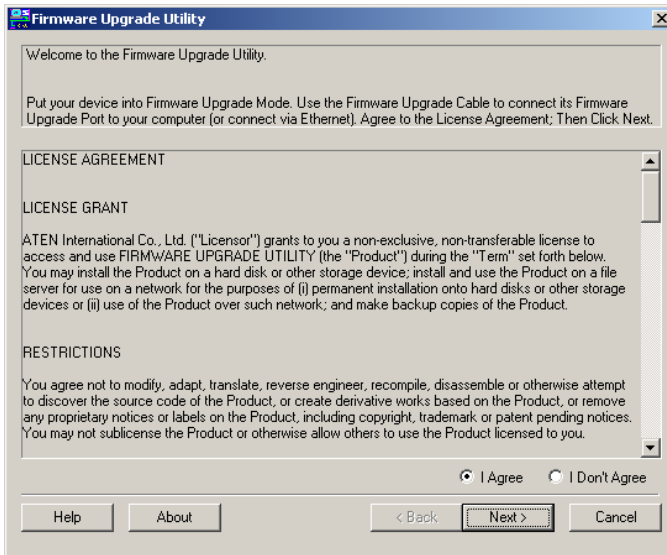 Firmware Upgrade Utility
Welcome to the Firmware Upgrade Utility.
Put your device into Firmware Upgrade Mode. Use the Firmware Upgrade Cable to connect its Firmware
Upgrade Port to your computer (or connect via Ethernet). Agree to the License Agreement; Then Click Next.
LICENSE AGREEMENT
LICENSE GRANT
ATEN International Co., Ltd. ("Licensor") grants to you a non-exclusive, non-transferable license to
access and use FIRMWARE UPGRADE UTILITY (the "Product") during the "Term" set forth below.
You may install the Product on a hard disk or other storage device; install and use the Product on a file
server for use on a network for the purposes of (i) permanent installation onto hard disks or other storage
devices or (ii) use of the Product over such network; and make backup copies of the Product.
RESTRICTIONS
You agree not to modify, adapt, translate, reverse engineer, recompile, disassemble or otherwise attempt
to discover the source code of the Product, or create derivative works based on the Product, or remove
any proprietary notices or labels on the Product, including copyright, trademark or patent pending notices.
You may not sublicense the Product or otherwise allow others to use the Product licensed to you.
I Agree I Don't Agree
Help About < Back Next > Cancel